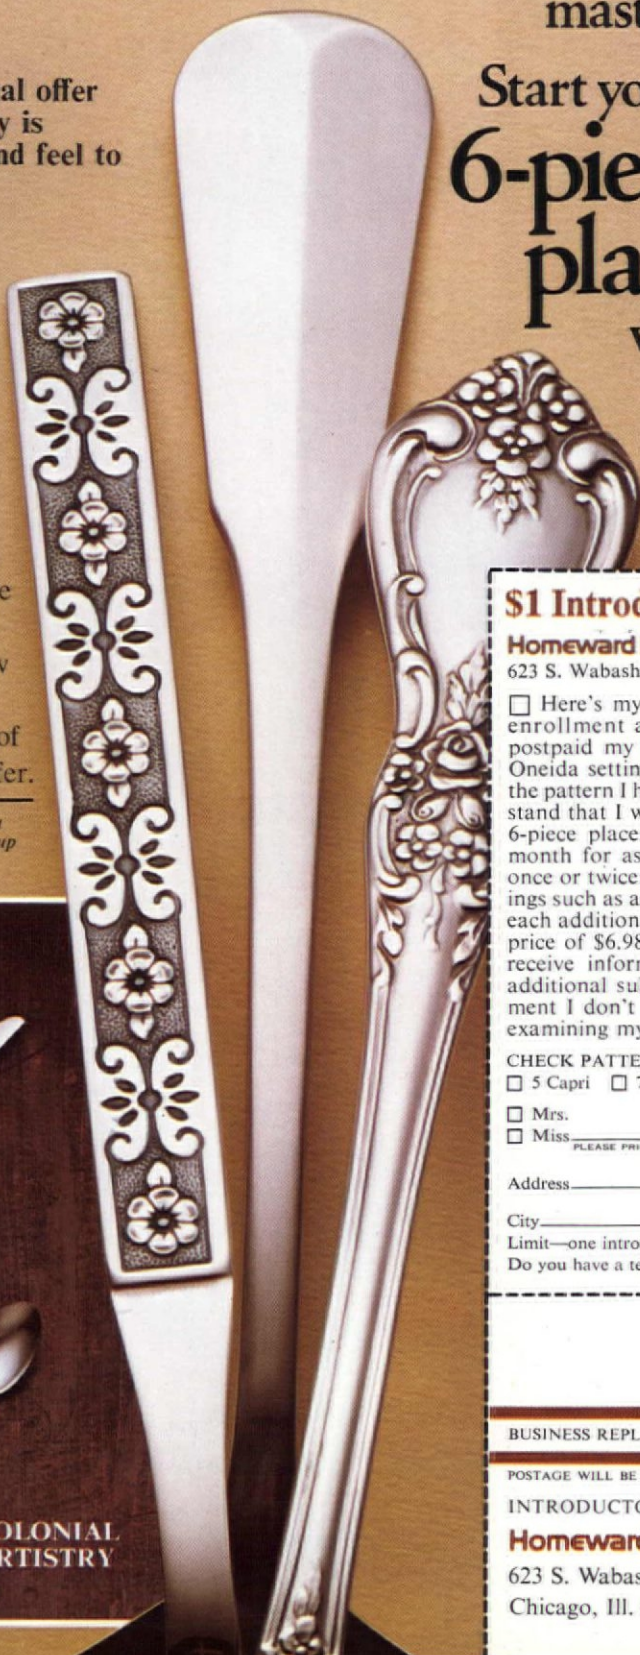 mast
al offer
y is
nd feel to
Start yo
6-pie
pla
e
of
fer.
up
OLONIAL
RTISTRY
$1 Introd
Homeward
623 S. Wabash
☐ Here's my
enrollment a
postpaid my
Oneida settin
the pattern I h
stand that I w
6-piece place
month for as
once or twice
ings such as a
each addition
price of $6.98
receive inform
additional su
ment I don't
examining my
CHECK PATTE
☐ 5 Capri ☐ 7
☐ Mrs.
☐ Miss
PLEASE PRI
Address
City
Limit—one intro
Do you have a te
BUSINESS REPL
POSTAGE WILL BE
INTRODUCTO
Homeward
623 S. Wabas
Chicago, Ill.